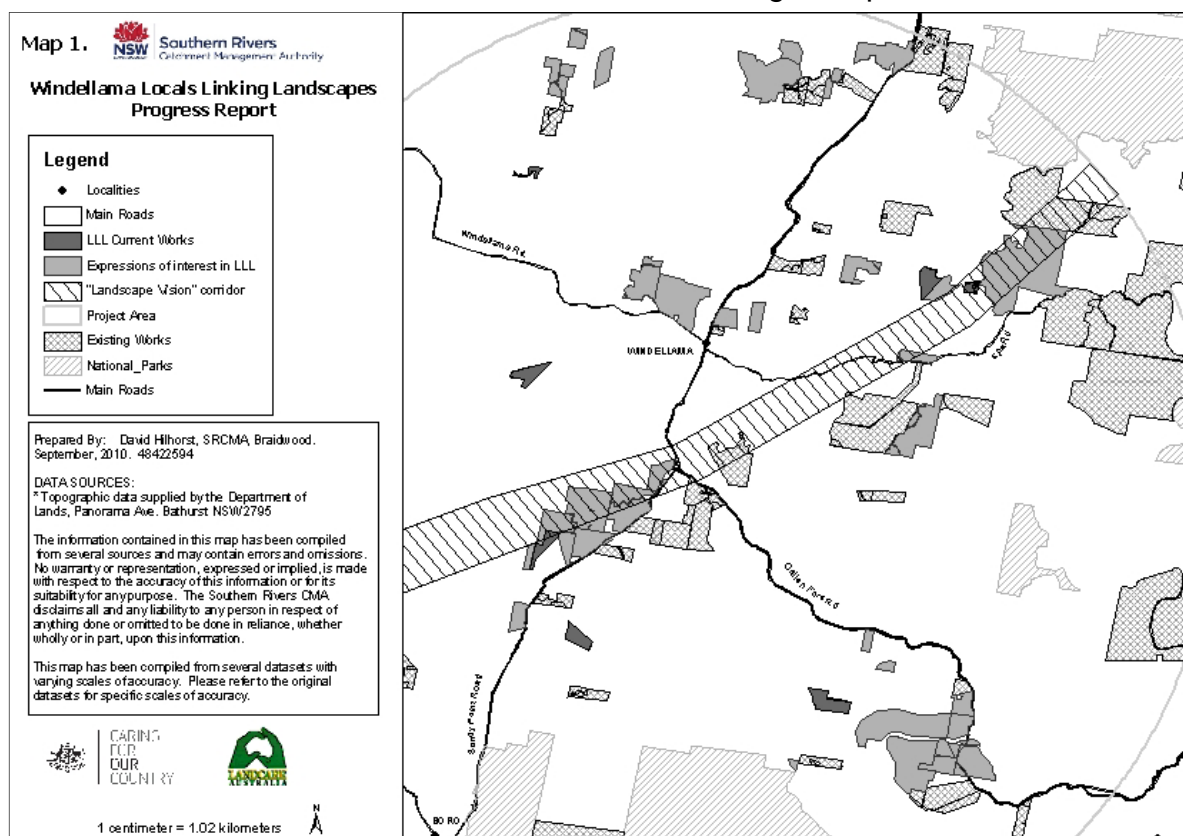 Map 1.
NSW
Southern Rivers
Catchment Management Authority
Windellama Locals Linking Landscapes
Progress Report
Legend
Localities
Main Roads
LLL Current Works
Expressions of interest in LLL
"Landscape Vision" corridor
Project Area
Existing Works
National_Parks
Main Roads
Prepared By: David Hilhorst, SRCMA, Braidwood.
September, 2010. 48422594
DATA SOURCES:
* Topographic data supplied by the Department of
Lands, Panorama Ave. Bathurst NSW 2795
The information contained in this map has been compiled
from several sources and may contain errors and omissions.
No warranty or representation, expressed or implied, is made
with respect to the accuracy of this information or for its
suitability for any purpose. The Southern Rivers CMA
disclaims all and any liability to any person in respect of
anything done or omitted to be done in reliance, whether
wholly or in part, upon this information.
This map has been compiled from several datasets with
varying scales of accuracy. Please refer to the original
datasets for specific scales of accuracy.
CARING
FOR
OUR
COUNTRY
LANDCARE
AUSTRALIA
N
1 centimeter = 1.02 kilometers
Windellama Rd
WINDELLAMA
Oallen Ford Rd
Sandy Point Road
BORO